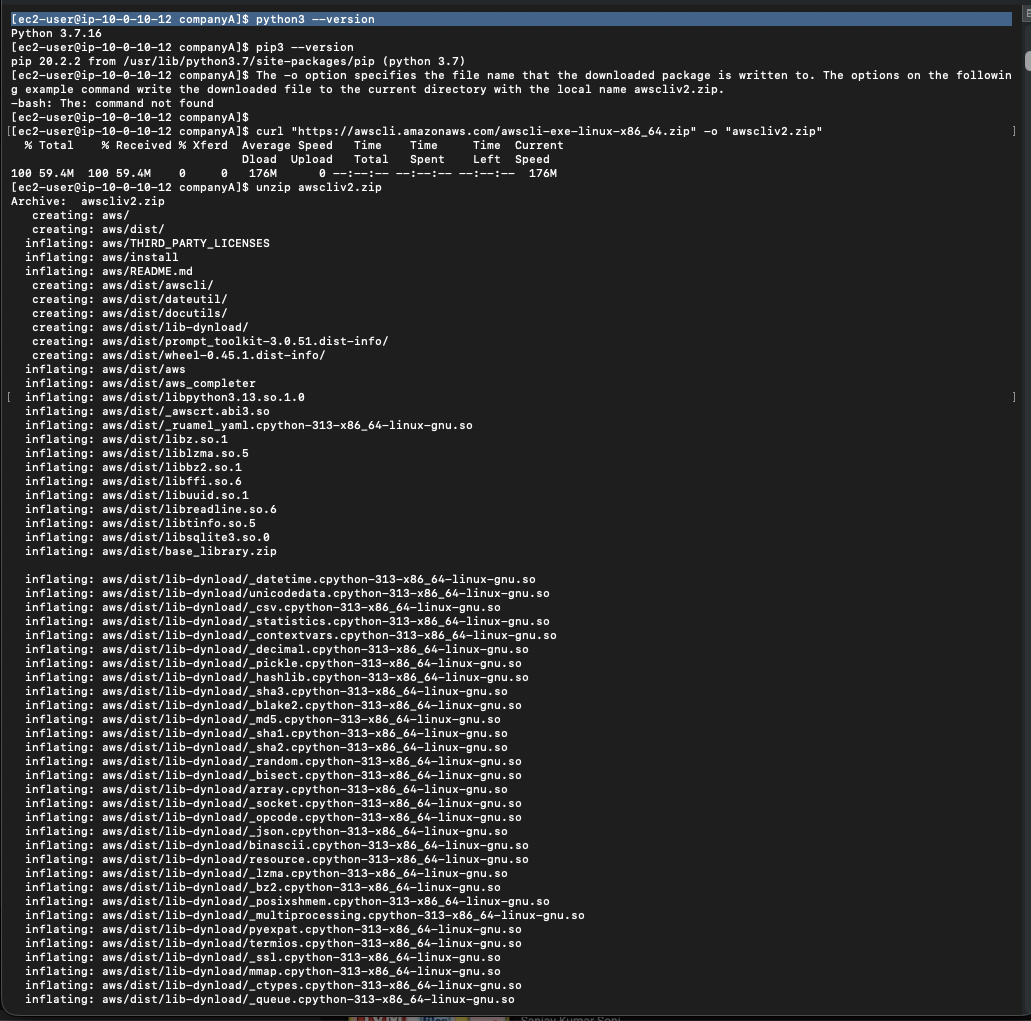 [ec2-user@ip-10-0-10-12 companyA]$ python3 --version
Python 3.7.16
[ec2-user@ip-10-0-10-12 companyA]$ pip3 --version
pip 20.2.2 from /usr/lib/python3.7/site-packages/pip (python 3.7)
[ec2-user@ip-10-0-10-12 companyA]$ The -o option specifies the file name that the downloaded package is written to. The options on the followin
g example command write the downloaded file to the current directory with the local name awscliv2.zip.
-bash: The: command not found
[ec2-user@ip-10-0-10-12 companyA]$
[[ec2-user@ip-10-0-10-12 companyA]$ curl "https://awscli.amazonaws.com/awscli-exe-linux-x86_64.zip" -o "awscliv2.zip" ]
  % Total    % Received % Xferd  Average Speed   Time    Time     Time  Current
                                 Dload  Upload   Total   Spent    Left  Speed
100 59.4M  100 59.4M    0     0   176M      0 --:--:-- --:--:-- --:--:--  176M
[ec2-user@ip-10-0-10-12 companyA]$ unzip awscliv2.zip
Archive:  awscliv2.zip
   creating: aws/
   creating: aws/dist/
  inflating: aws/THIRD_PARTY_LICENSES
  inflating: aws/install
  inflating: aws/README.md
   creating: aws/dist/awscli/
   creating: aws/dist/dateutil/
   creating: aws/dist/docutils/
   creating: aws/dist/lib-dynload/
   creating: aws/dist/prompt_toolkit-3.0.51.dist-info/
   creating: aws/dist/wheel-0.45.1.dist-info/
  inflating: aws/dist/aws
  inflating: aws/dist/aws_completer
[ inflating: aws/dist/libpython3.13.so.1.0 ]
  inflating: aws/dist/_awscrt.abi3.so
  inflating: aws/dist/_ruamel_yaml.cpython-313-x86_64-linux-gnu.so
  inflating: aws/dist/libz.so.1
  inflating: aws/dist/liblzma.so.5
  inflating: aws/dist/libbz2.so.1
  inflating: aws/dist/libffi.so.6
  inflating: aws/dist/libuuid.so.1
  inflating: aws/dist/libreadline.so.6
  inflating: aws/dist/libtinfo.so.5
  inflating: aws/dist/libsqlite3.so.0
  inflating: aws/dist/base_library.zip
  inflating: aws/dist/lib-dynload/_datetime.cpython-313-x86_64-linux-gnu.so
  inflating: aws/dist/lib-dynload/unicodedata.cpython-313-x86_64-linux-gnu.so
  inflating: aws/dist/lib-dynload/_csv.cpython-313-x86_64-linux-gnu.so
  inflating: aws/dist/lib-dynload/_statistics.cpython-313-x86_64-linux-gnu.so
  inflating: aws/dist/lib-dynload/_contextvars.cpython-313-x86_64-linux-gnu.so
  inflating: aws/dist/lib-dynload/_decimal.cpython-313-x86_64-linux-gnu.so
  inflating: aws/dist/lib-dynload/_pickle.cpython-313-x86_64-linux-gnu.so
  inflating: aws/dist/lib-dynload/_hashlib.cpython-313-x86_64-linux-gnu.so
  inflating: aws/dist/lib-dynload/_sha3.cpython-313-x86_64-linux-gnu.so
  inflating: aws/dist/lib-dynload/_blake2.cpython-313-x86_64-linux-gnu.so
  inflating: aws/dist/lib-dynload/_md5.cpython-313-x86_64-linux-gnu.so
  inflating: aws/dist/lib-dynload/_sha1.cpython-313-x86_64-linux-gnu.so
  inflating: aws/dist/lib-dynload/_sha2.cpython-313-x86_64-linux-gnu.so
  inflating: aws/dist/lib-dynload/_random.cpython-313-x86_64-linux-gnu.so
  inflating: aws/dist/lib-dynload/_bisect.cpython-313-x86_64-linux-gnu.so
  inflating: aws/dist/lib-dynload/array.cpython-313-x86_64-linux-gnu.so
  inflating: aws/dist/lib-dynload/_socket.cpython-313-x86_64-linux-gnu.so
  inflating: aws/dist/lib-dynload/_opcode.cpython-313-x86_64-linux-gnu.so
  inflating: aws/dist/lib-dynload/_json.cpython-313-x86_64-linux-gnu.so
  inflating: aws/dist/lib-dynload/binascii.cpython-313-x86_64-linux-gnu.so
  inflating: aws/dist/lib-dynload/resource.cpython-313-x86_64-linux-gnu.so
  inflating: aws/dist/lib-dynload/_lzma.cpython-313-x86_64-linux-gnu.so
  inflating: aws/dist/lib-dynload/_bz2.cpython-313-x86_64-linux-gnu.so
  inflating: aws/dist/lib-dynload/_posixshmem.cpython-313-x86_64-linux-gnu.so
  inflating: aws/dist/lib-dynload/_multiprocessing.cpython-313-x86_64-linux-gnu.so
  inflating: aws/dist/lib-dynload/pyexpat.cpython-313-x86_64-linux-gnu.so
  inflating: aws/dist/lib-dynload/termios.cpython-313-x86_64-linux-gnu.so
  inflating: aws/dist/lib-dynload/_ssl.cpython-313-x86_64-linux-gnu.so
  inflating: aws/dist/lib-dynload/mmap.cpython-313-x86_64-linux-gnu.so
  inflating: aws/dist/lib-dynload/_ctypes.cpython-313-x86_64-linux-gnu.so
  inflating: aws/dist/lib-dynload/_queue.cpython-313-x86_64-linux-gnu.so